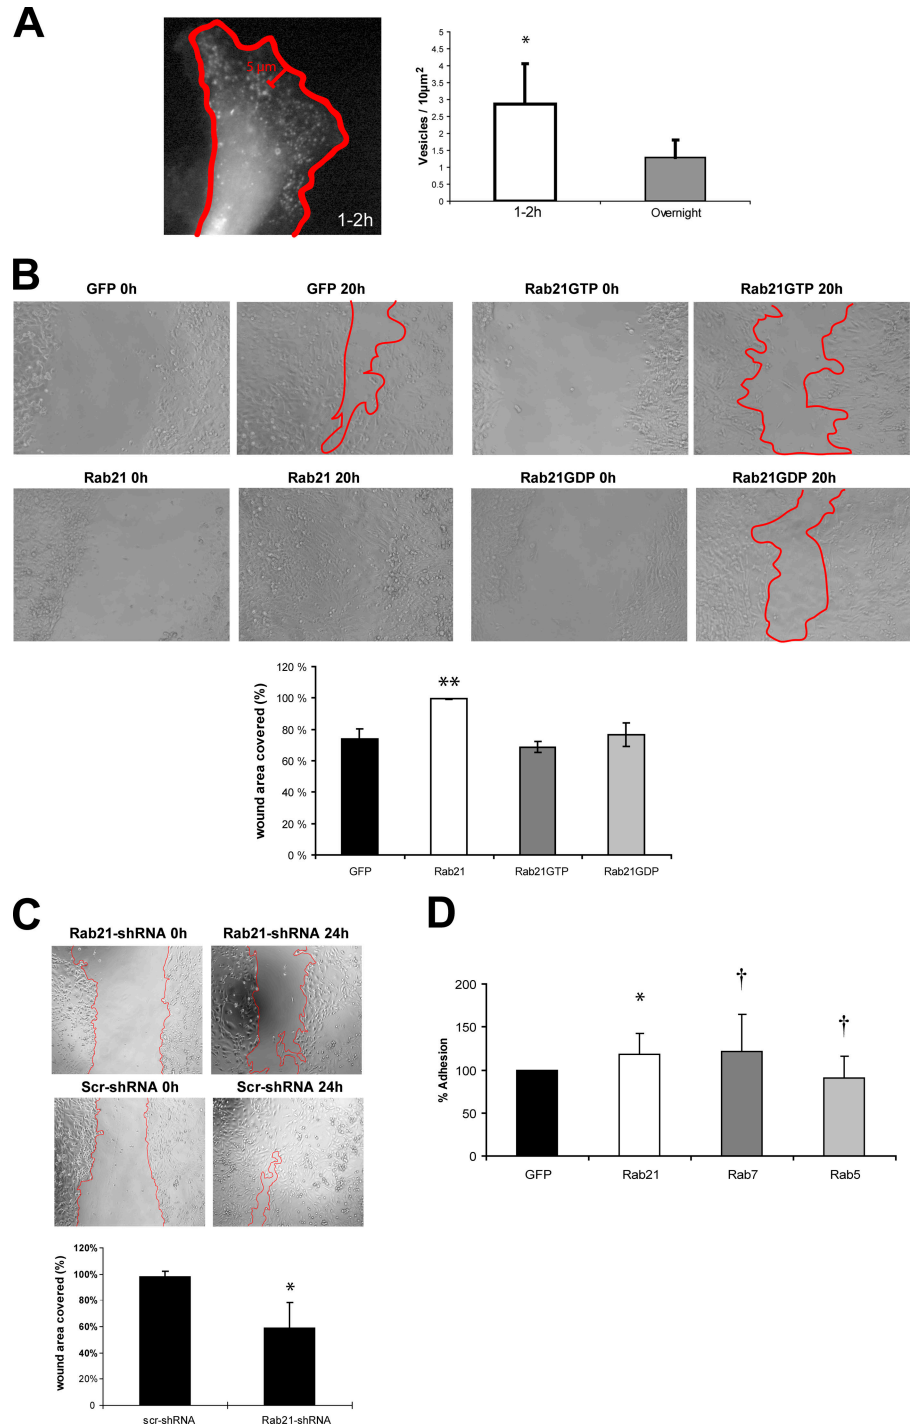 A
5 µm
1-2h
Vesicles / 10µm²
5
4.5
4
3.5
3
2.5
2
1.5
1
0.5
0
*
1-2h
Overnight
B
GFP 0h
GFP 20h
Rab21GTP 0h
Rab21GTP 20h
Rab21 0h
Rab21 20h
Rab21GDP 0h
Rab21GDP 20h
wound area covered (%)
120 %
100 %
80 %
60 %
40 %
20 %
0 %
**
GFP
Rab21
Rab21GTP
Rab21GDP
C
Rab21-shRNA 0h
Rab21-shRNA 24h
Scr-shRNA 0h
Scr-shRNA 24h
wound area covered (%)
120%
100%
80%
60%
40%
20%
0
*
scr-shRNA
Rab21-shRNA
D
% Adhesion
200
150
100
50
0
*
†
†
GFP
Rab21
Rab7
Rab5